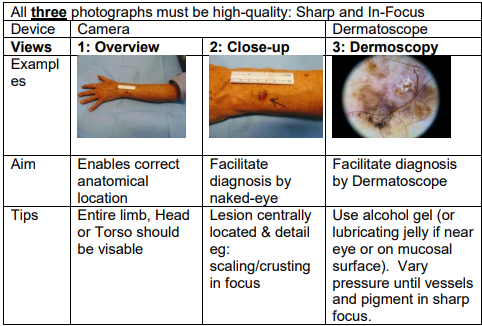 All three photographs must be high-quality: Sharp and In-Focus
Device Camera Dermatoscope
Views 1: Overview 2: Close-up 3: Dermoscopy
Exampl
es
Aim Enables correct Facilitate Facilitate diagnosis
anatomical diagnosis by by Dermatoscope
location naked-eye
Tips Entire limb, Head Lesion centrally Use alcohol gel (or
or Torso should located & detail lubricating jelly if near
be visable eg: eye or on mucosal
scaling/crusting surface). Vary
in focus pressure until vessels
and pigment in sharp
focus.